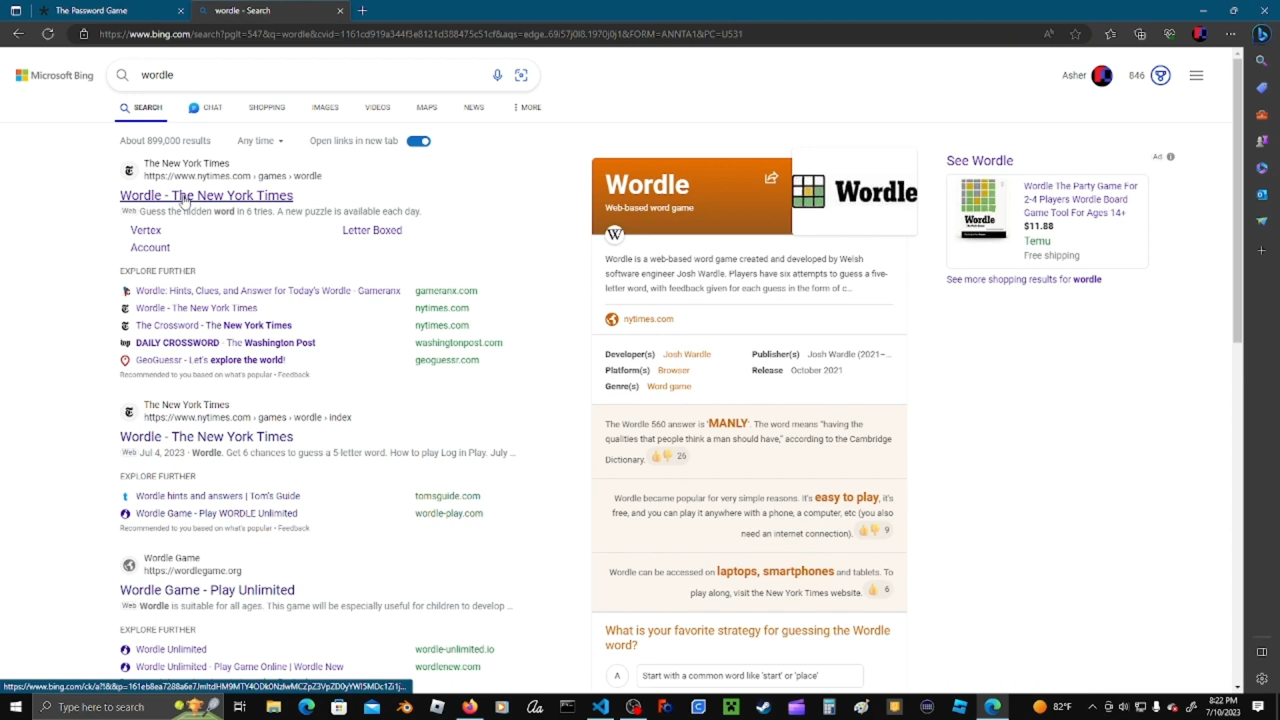 The Password Game
wordle - Search
Microsoft Bing
wordle
Asher
846
SEARCH
CHAT
SHOPPING
IMAGES
VIDEOS
MAPS
NEWS
MORE
About 899,000 results
Any time
Open links in new tab
The New York Times
https://www.nytimes.com › games › wordle
Wordle - The New York Times
Web Guess the hidden word in 6 tries. A new puzzle is available each day.
Vertex
Letter Boxed
Account
EXPLORE FURTHER
Wordle: Hints, Clues, and Answer for Today's Wordle - Gameranx
gameranx.com
Wordle - The New York Times
nytimes.com
The Crossword - The New York Times
nytimes.com
DAILY CROSSWORD - The Washington Post
washingtonpost.com
GeoGuessr - Let's explore the world!
geoguessr.com
Recommended to you based on what's popular • Feedback
The New York Times
https://www.nytimes.com › games › wordle › index
Wordle - The New York Times
Web Jul 4, 2023 · Wordle. Get 6 chances to guess a 5-letter word. How to play Log in Play. July ...
EXPLORE FURTHER
Wordle hints and answers | Tom's Guide
tomsguide.com
Wordle Game - Play WORDLE Unlimited
wordle-play.com
Recommended to you based on what's popular • Feedback
Wordle Game
https://wordlegame.org
Wordle Game - Play Unlimited
Web Wordle is suitable for all ages. This game will be especially useful for children to develop ...
EXPLORE FURTHER
Wordle Unlimited
wordle-unlimited.io
Wordle Unlimited - Play Game Online | Wordle New
wordlenew.com
Wordle
Web-based word game
Wordle
W
Wordle is a web-based word game created and developed by Welsh
software engineer Josh Wardle. Players have six attempts to guess a five-
letter word, with feedback given for each guess in the form of c...
nytimes.com
Developer(s) Josh Wardle
Publisher(s) Josh Wardle (2021–...
Platform(s) Browser
Release October 2021
Genre(s) Word game
The Wordle 560 answer is 'MANLY'. The word means "having the
qualities that people think a man should have," according to the Cambridge
Dictionary. 26
Wordle became popular for very simple reasons. It's easy to play, it's
free, and you can play it anywhere with a phone, a computer, etc (you also
need an internet connection). 9
Wordle can be accessed on laptops, smartphones and tablets. To
play along, visit the New York Times website. 6
What is your favorite strategy for guessing the Wordle
word?
A
Start with a common word like 'start' or 'place'
See Wordle
Ad
Wordle The Party Game For
2-4 Players Wordle Board
Game Tool For Ages 14+
$11.88
Temu
Free shipping
See more shopping results for wordle
Wordle
Type here to search
82°F
8:22 PM
7/10/2023